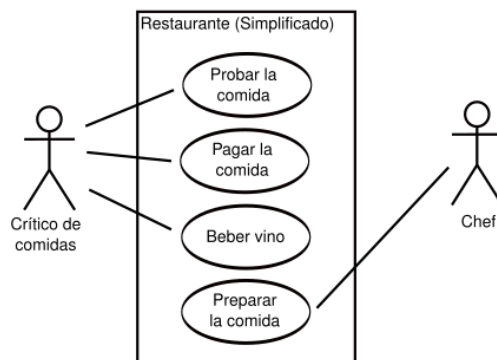 Restaurante (Simplificado)
Probar la
comida
Pagar la
comida
Crítico de
comidas
Chef
Beber vino
Preparar
la comida